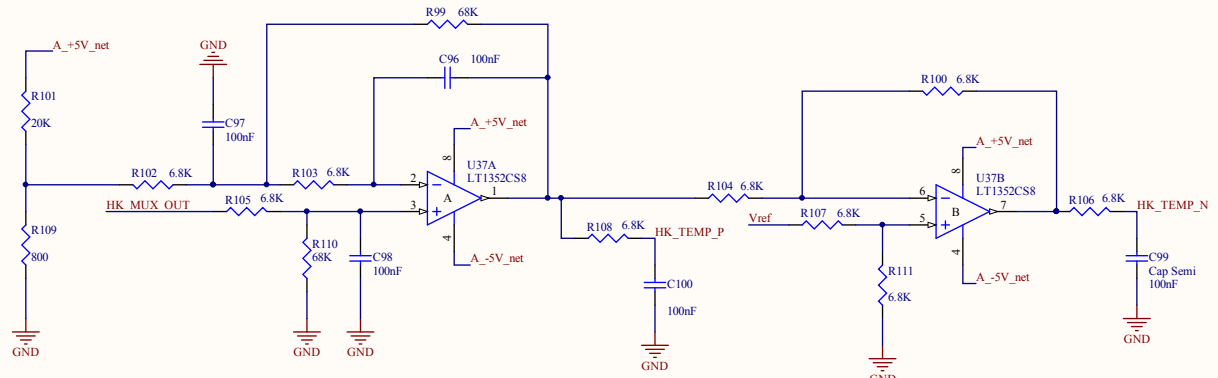 R99 68K
C96 100nF
GND
A_+5V_net
R101
20K
C97
100nF
R100 6.8K
A_+5V_net
A_+5V_net
8
U37A
LT1352CS8
8
U37B
LT1352CS8
R102 6.8K
R103 6.8K
2
A
1
3
HK_MUX_OUT
R105 6.8K
R104 6.8K
6
B
7
5
R106 6.8K
HK_TEMP_N
Vref
R107 6.8K
R109
800
R110
68K
C98
100nF
4
A_-5V_net
R108 6.8K
HK_TEMP_P
C100
100nF
R111
6.8K
4
A_-5V_net
C99
Cap Semi
100nF
GND
GND
GND
GND
GND
GND